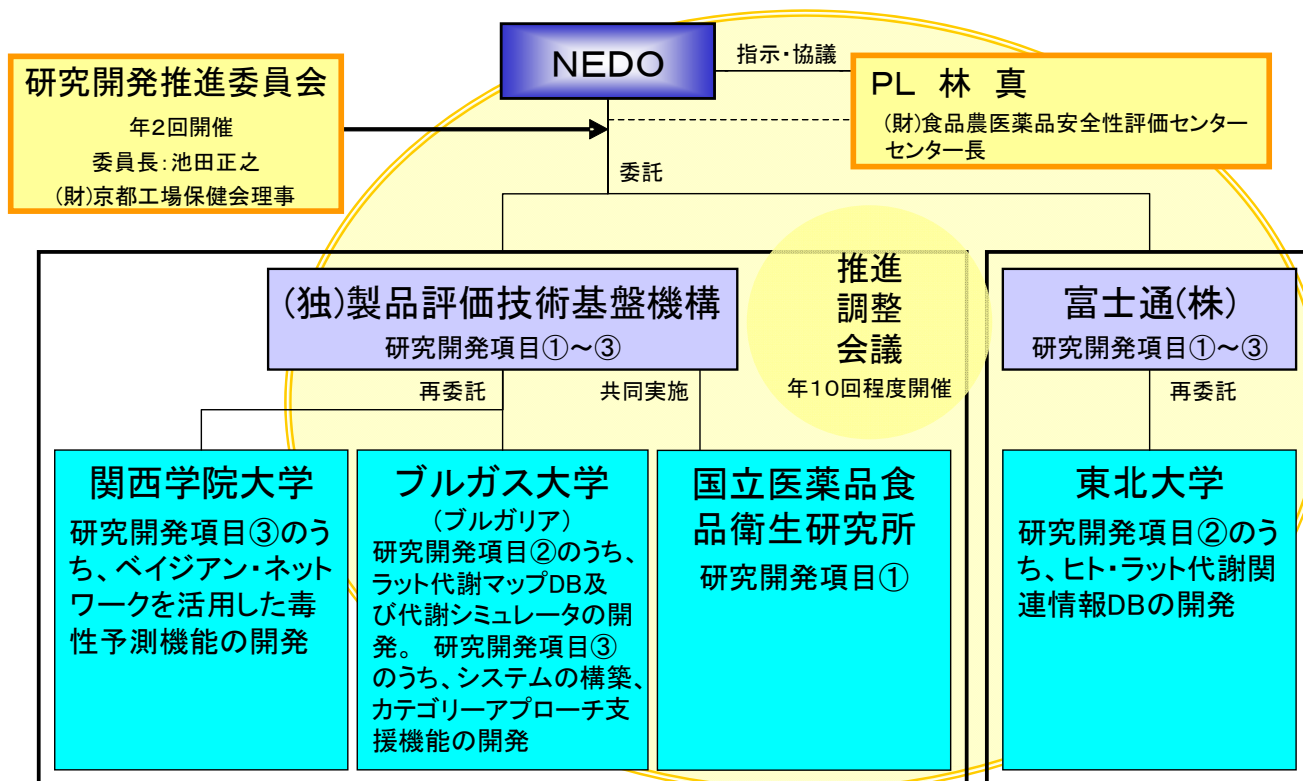 NEDO
指示・協議
研究開発推進委員会
年2回開催
委員長:池田正之
(財)京都工場保健会理事
PL 林 真
(財)食品農医薬品安全性評価センター
センター長
委託
(独)製品評価技術基盤機構
研究開発項目①～③
推進
調整
会議
年10回程度開催
富士通(株)
研究開発項目①～③
再委託
共同実施
再委託
関西学院大学
研究開発項目③のう
ち、ベイジアン・ネット
ワークを活用した毒
性予測機能の開発
ブルガス大学
(ブルガリア)
研究開発項目②のうち、
ラット代謝マップDB及
び代謝シミュレータの開
発。 研究開発項目③
のうち、システムの構築、
カテゴリーアプローチ支
援機能の開発
国立医薬品食
品衛生研究所
研究開発項目①
東北大学
研究開発項目②のう
ち、ヒト・ラット代謝関
連情報DBの開発